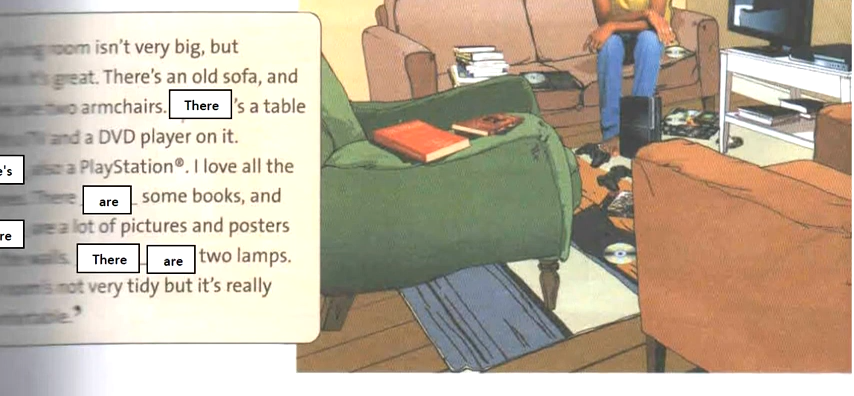 room isn't very big, but
it's great. There's an old sofa, and
two armchairs. There 's a table
and a DVD player on it.
e's also a PlayStation®. I love all the
There are some books, and
re are a lot of pictures and posters
walls. There are two lamps.
not very tidy but it's really